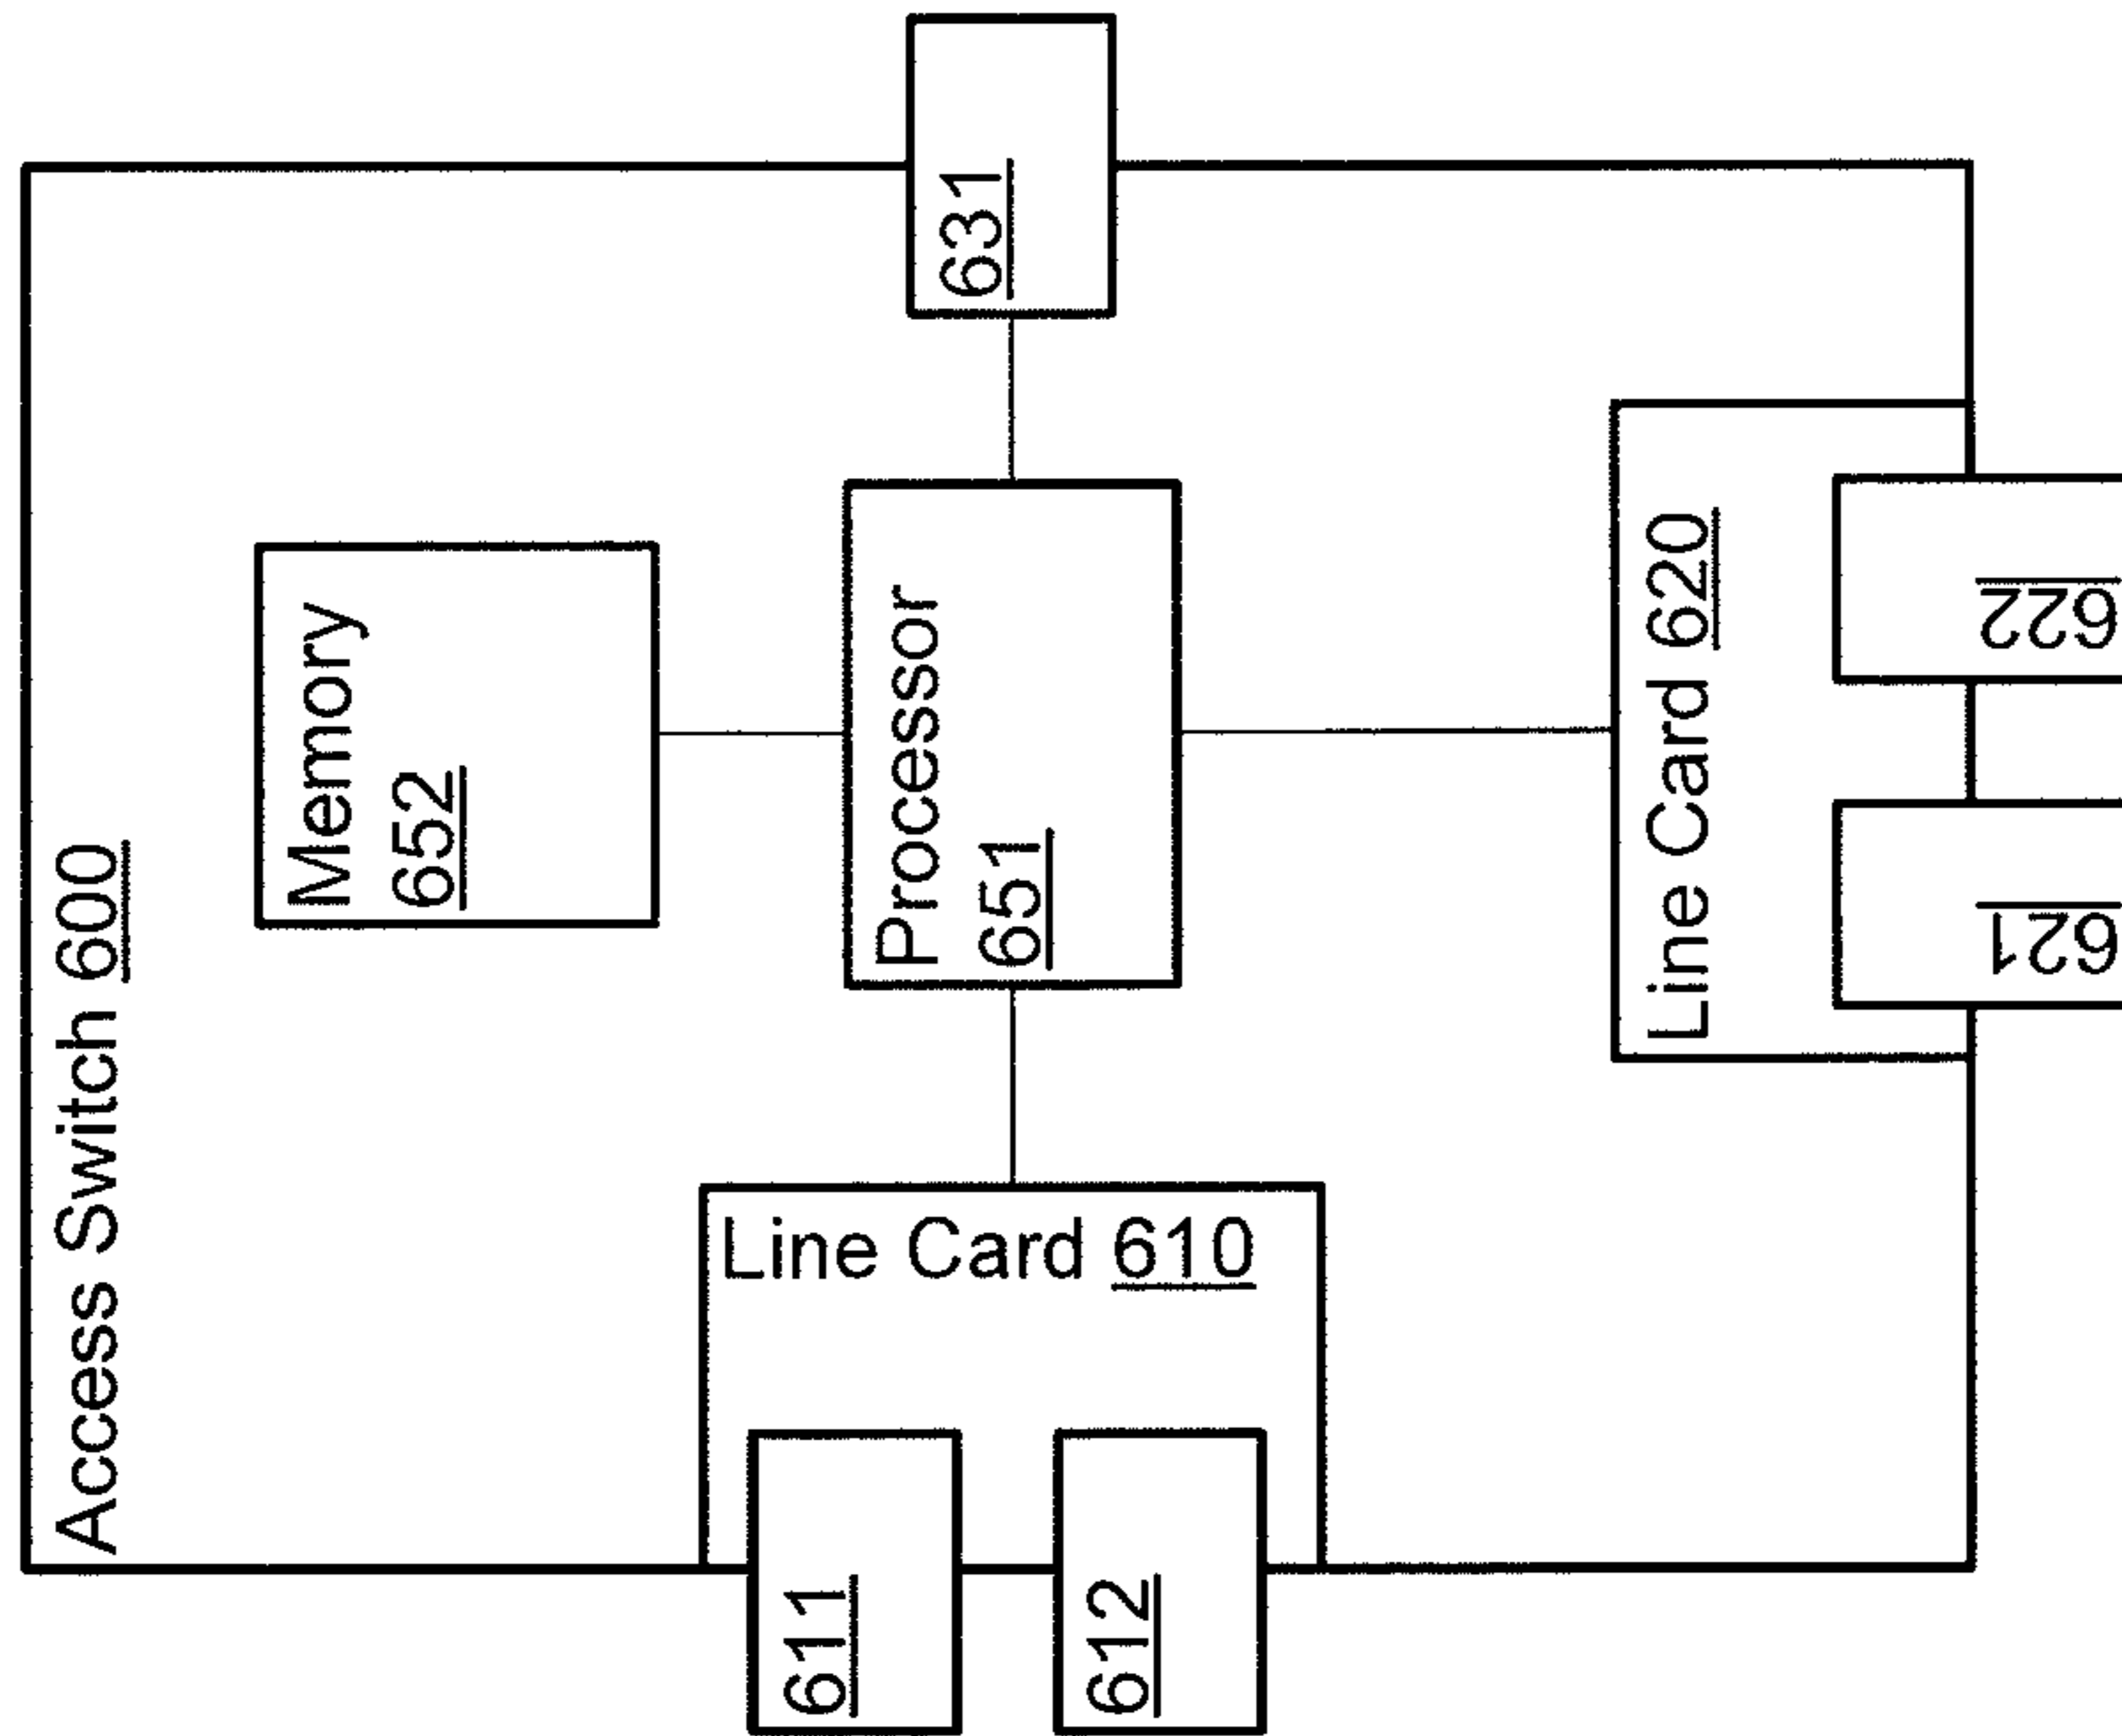 Access Switch 600
Memory
652
Processor
651
631
Line Card 610
611
612
Line Card 620
621
622